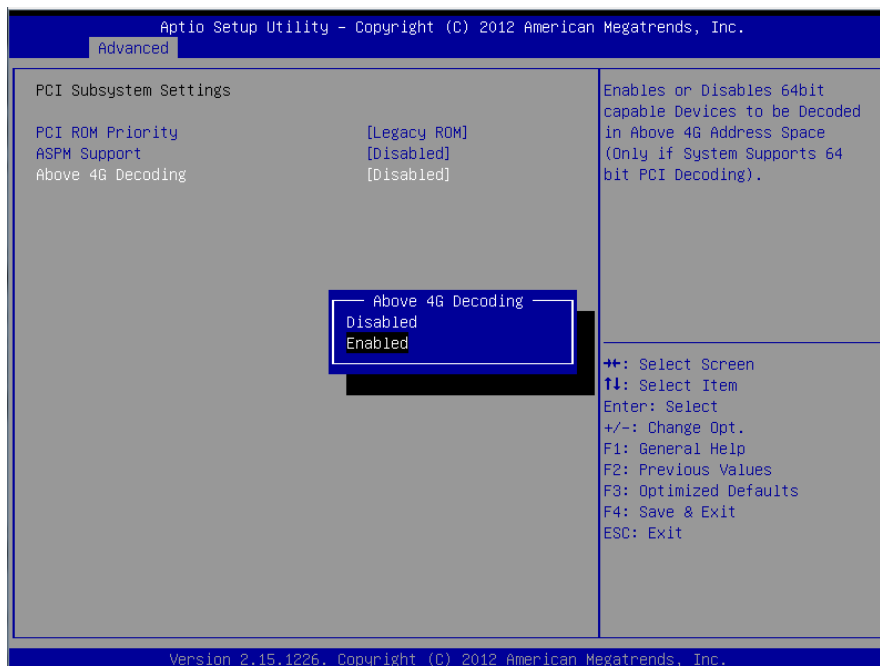 Aptio Setup Utility – Copyright (C) 2012 American Megatrends, Inc.
Advanced
PCI Subsystem Settings
PCI ROM Priority [Legacy ROM]
ASPM Support [Disabled]
Above 4G Decoding [Disabled]
Above 4G Decoding
Disabled
Enabled
Enables or Disables 64bit
capable Devices to be Decoded
in Above 4G Address Space
(Only if System Supports 64
bit PCI Decoding).
→←: Select Screen
↑↓: Select Item
Enter: Select
+/-: Change Opt.
F1: General Help
F2: Previous Values
F3: Optimized Defaults
F4: Save & Exit
ESC: Exit
Version 2.15.1226. Copyright (C) 2012 American Megatrends, Inc.